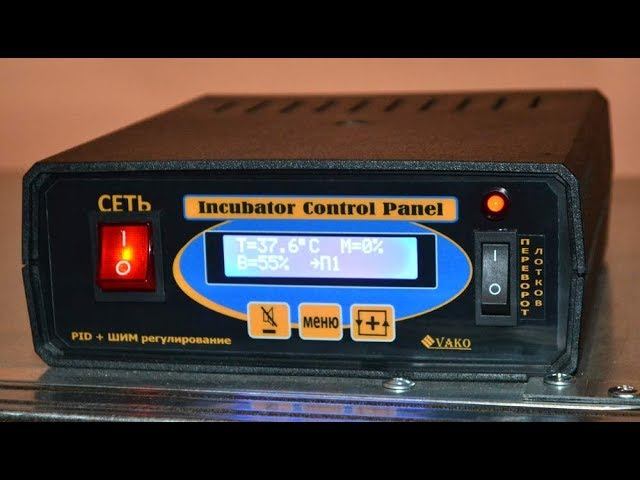 СЕТЬ
Incubator Control Panel
T=37.6°C M=0%
B=55% →П1
I
O
I
O
ПЕРЕВОРОТ
ЛОТКОВ
меню
PID + ШИМ регулирование
VAKO